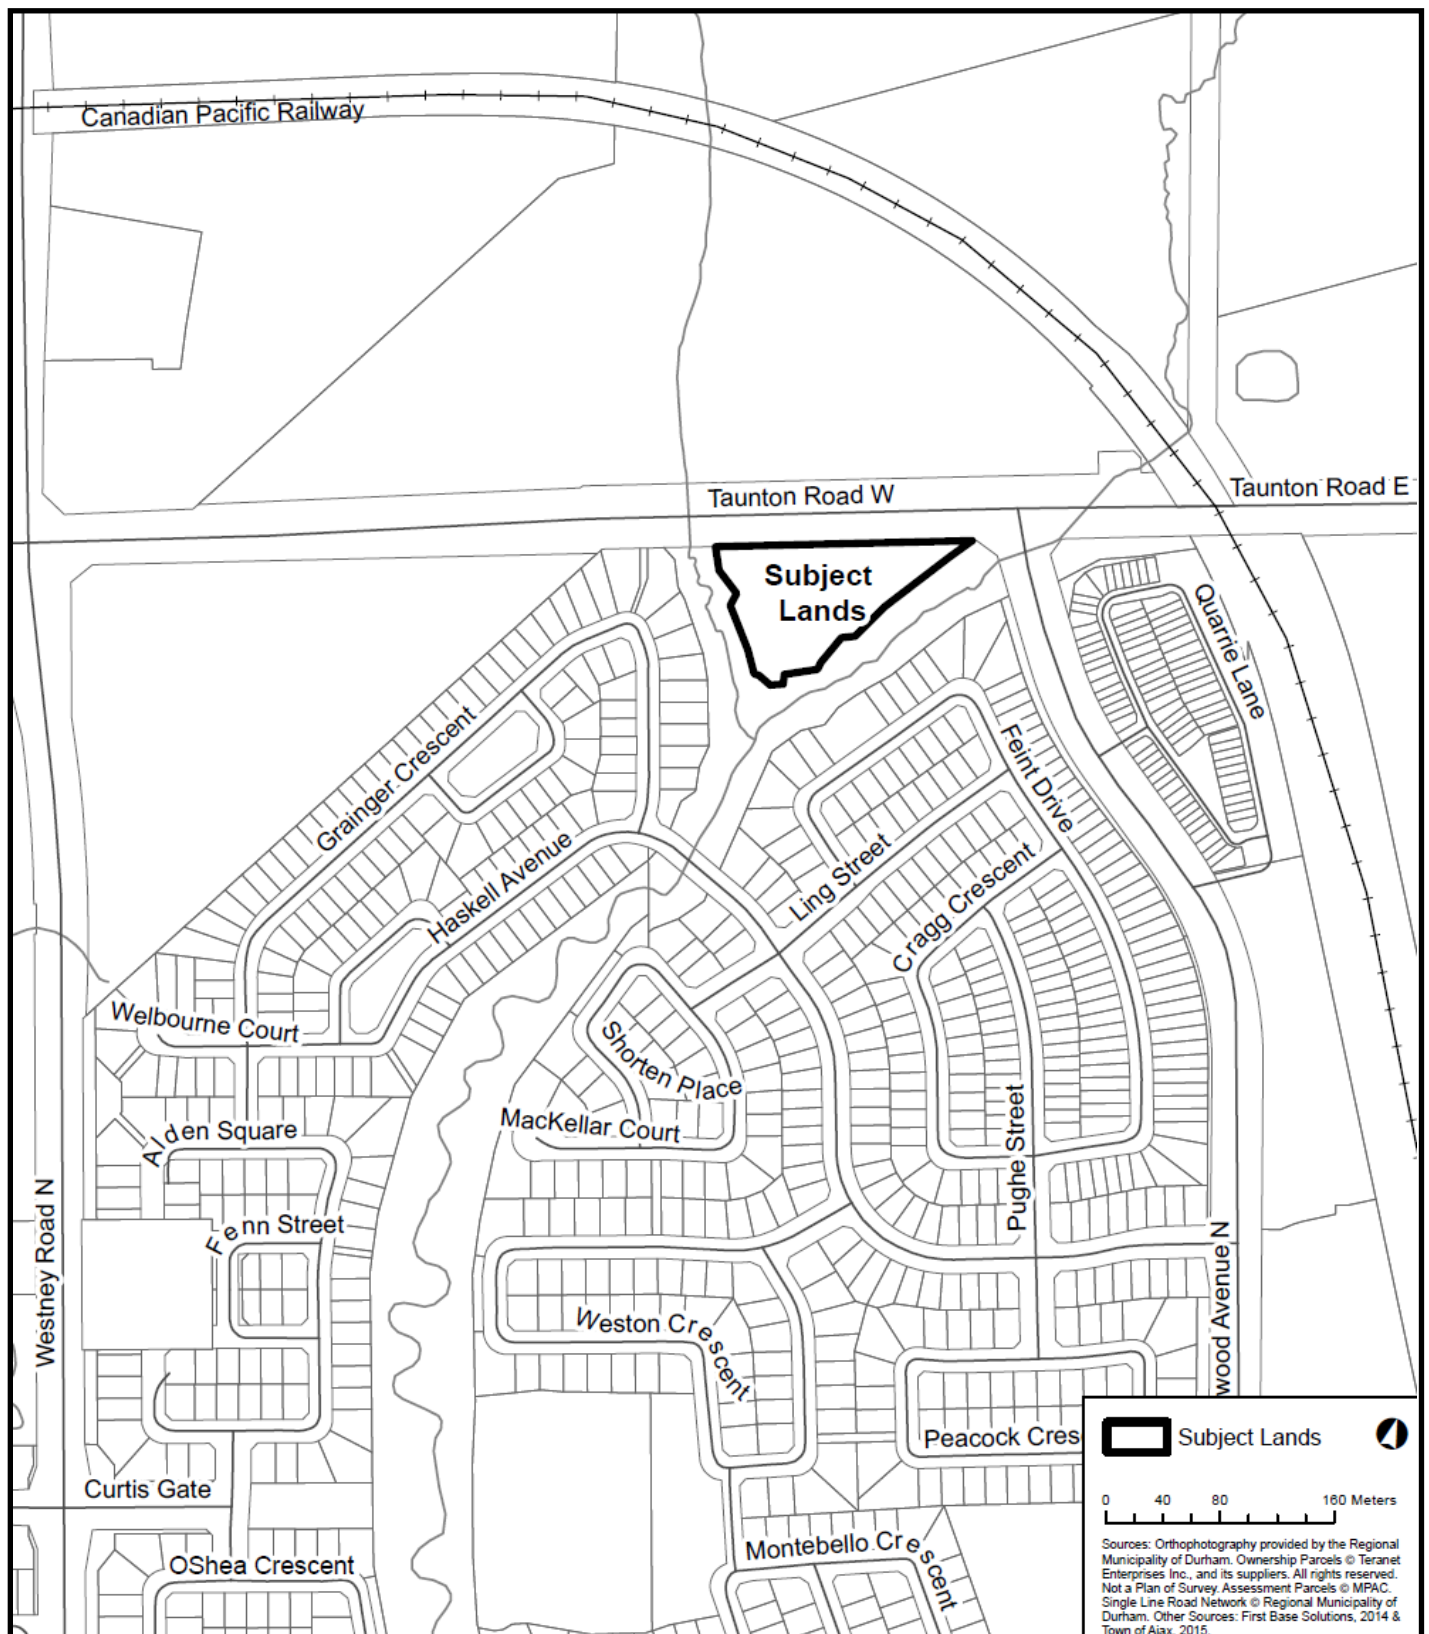 Canadian Pacific Railway
Taunton Road W
Taunton Road E
Subject
Lands
Quarrie Lane
Grainger Crescent
Feint Drive
Haskell Avenue
Ling Street
Cragg Crescent
Welbourne Court
Shorten Place
MacKellar Court
Alden Square
Pughe Street
Westney Road N
Fenn Street
wood Avenue N
Weston Crescent
Peacock Cres
Curtis Gate
Montebello Crescent
OShea Crescent
Subject Lands
0 40 80 160 Meters
Sources: Orthophotography provided by the Regional
Municipality of Durham. Ownership Parcels © Teranet
Enterprises Inc., and its suppliers. All rights reserved.
Not a Plan of Survey. Assessment Parcels © MPAC.
Single Line Road Network © Regional Municipality of
Durham. Other Sources: First Base Solutions, 2014 &
Town of Ajax, 2015.